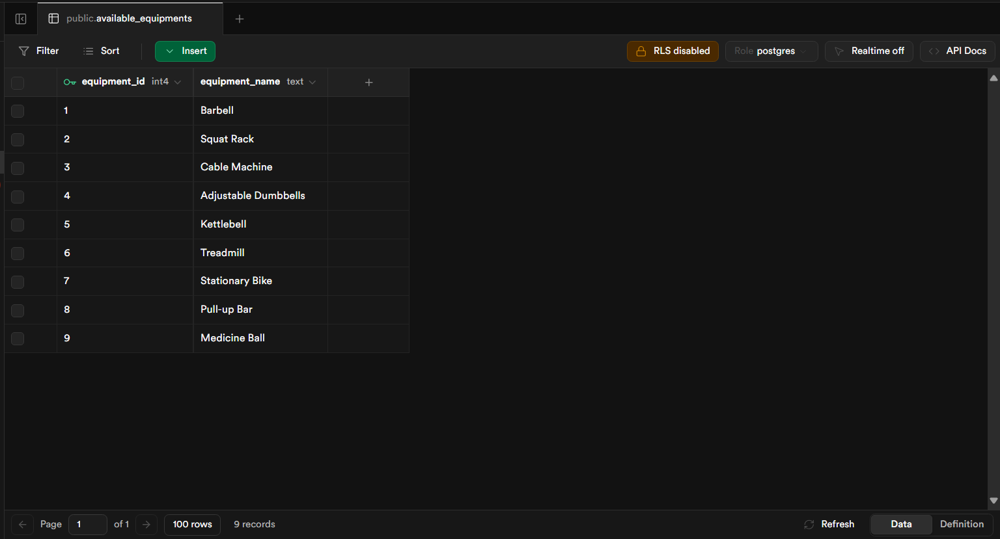 public.available_equipments
Filter Sort Insert RLS disabled Role postgres Realtime off API Docs
equipment_id int4 equipment_name text
1 Barbell
2 Squat Rack
3 Cable Machine
4 Adjustable Dumbbells
5 Kettlebell
6 Treadmill
7 Stationary Bike
8 Pull-up Bar
9 Medicine Ball
Page 1 of 1 100 rows 9 records Refresh Data Definition